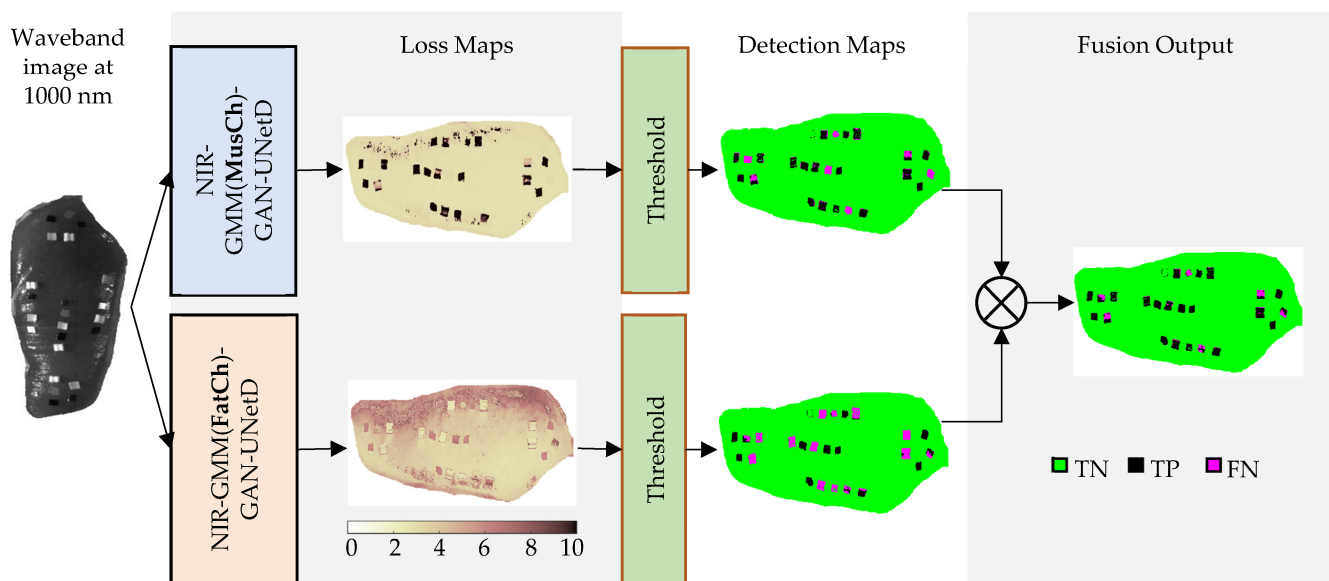 Waveband
image at
1000 nm
NIR-
GMM(MusCh)-
GAN-UNetD
Loss Maps
Threshold
Detection Maps
Fusion Output
NIR-GMM(FatCh)-
GAN-UNetD
0 2 4 6 8 10
Threshold
TN TP FN